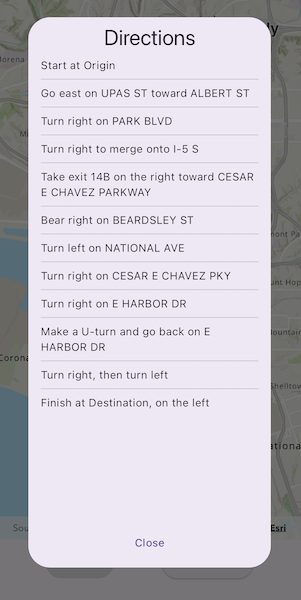 Directions
Start at Origin
Go east on UPAS ST toward ALBERT ST
Turn right on PARK BLVD
Turn right to merge onto I-5 S
Take exit 14B on the right toward CESAR
E CHAVEZ PARKWAY
Bear right on BEARDSLEY ST
Turn left on NATIONAL AVE
Turn right on CESAR E CHAVEZ PKY
Turn right on E HARBOR DR
Make a U-turn and go back on E
HARBOR DR
Turn right, then turn left
Finish at Destination, on the left
Close
Esri